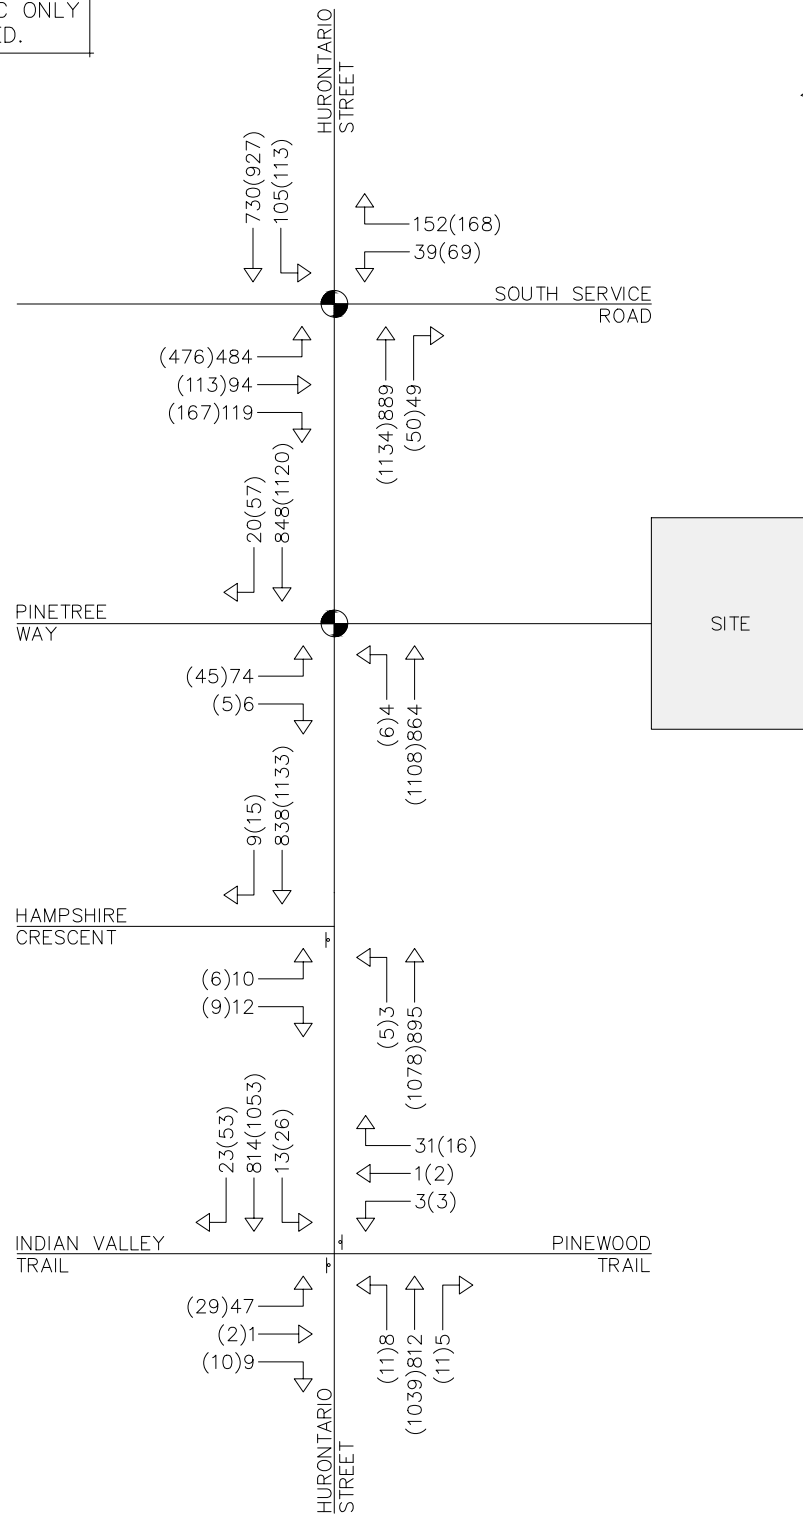 C ONLY
ED.
HURONTARIO
STREET
730(927)
105(113)
152(168)
39(69)
SOUTH SERVICE
ROAD
(476)484
(113)94
(167)119
(1134)889
(50)49
20(57)
848(1120)
PINETREE
WAY
SITE
(45)74
(5)6
(6)4
(1108)864
9(15)
838(1133)
HAMPSHIRE
CRESCENT
(6)10
(9)12
(5)3
(1078)895
23(53)
814(1053)
13(26)
31(16)
1(2)
3(3)
INDIAN VALLEY
TRAIL
PINEWOOD
TRAIL
(29)47
(2)1
(10)9
(11)8
(1039)812
(11)5
HURONTARIO
STREET